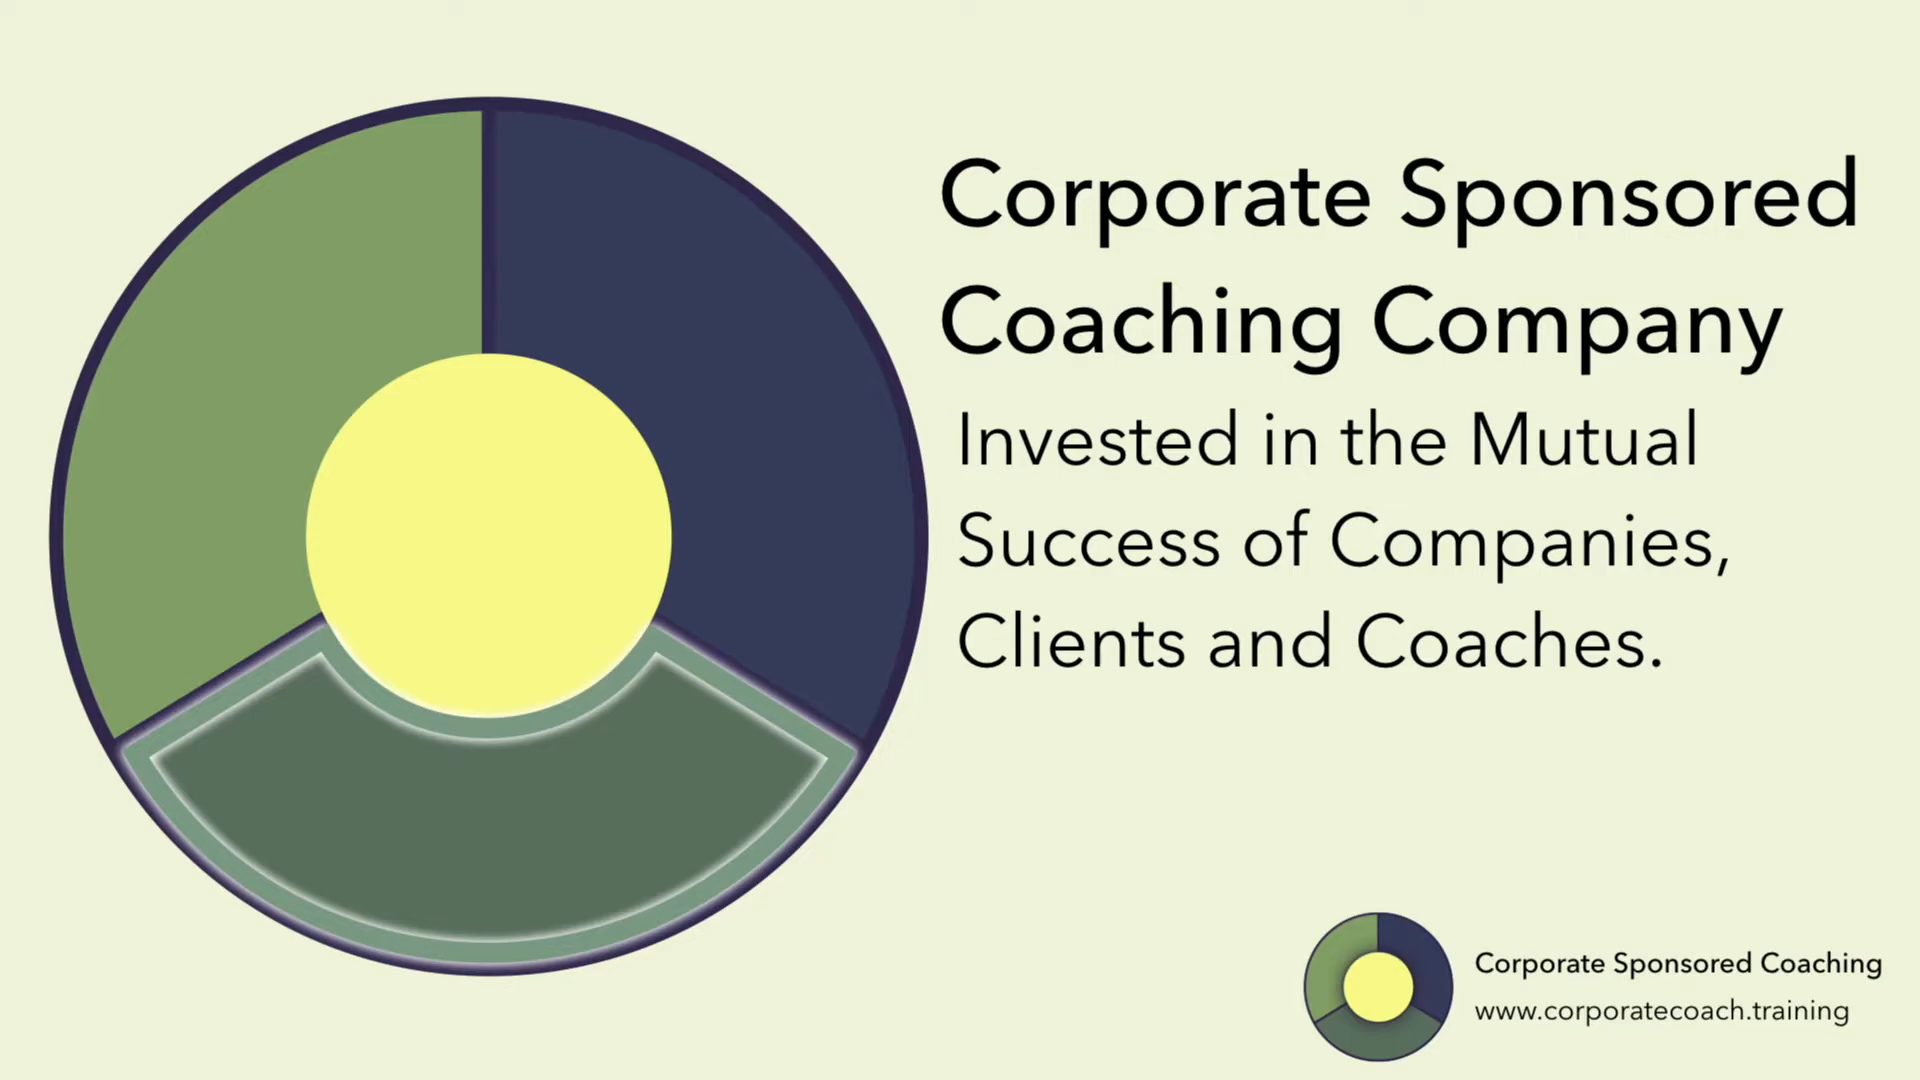 Corporate Sponsored
Coaching Company
Invested in the Mutual
Success of Companies,
Clients and Coaches.
Corporate Sponsored Coaching
www.corporatecoach.training